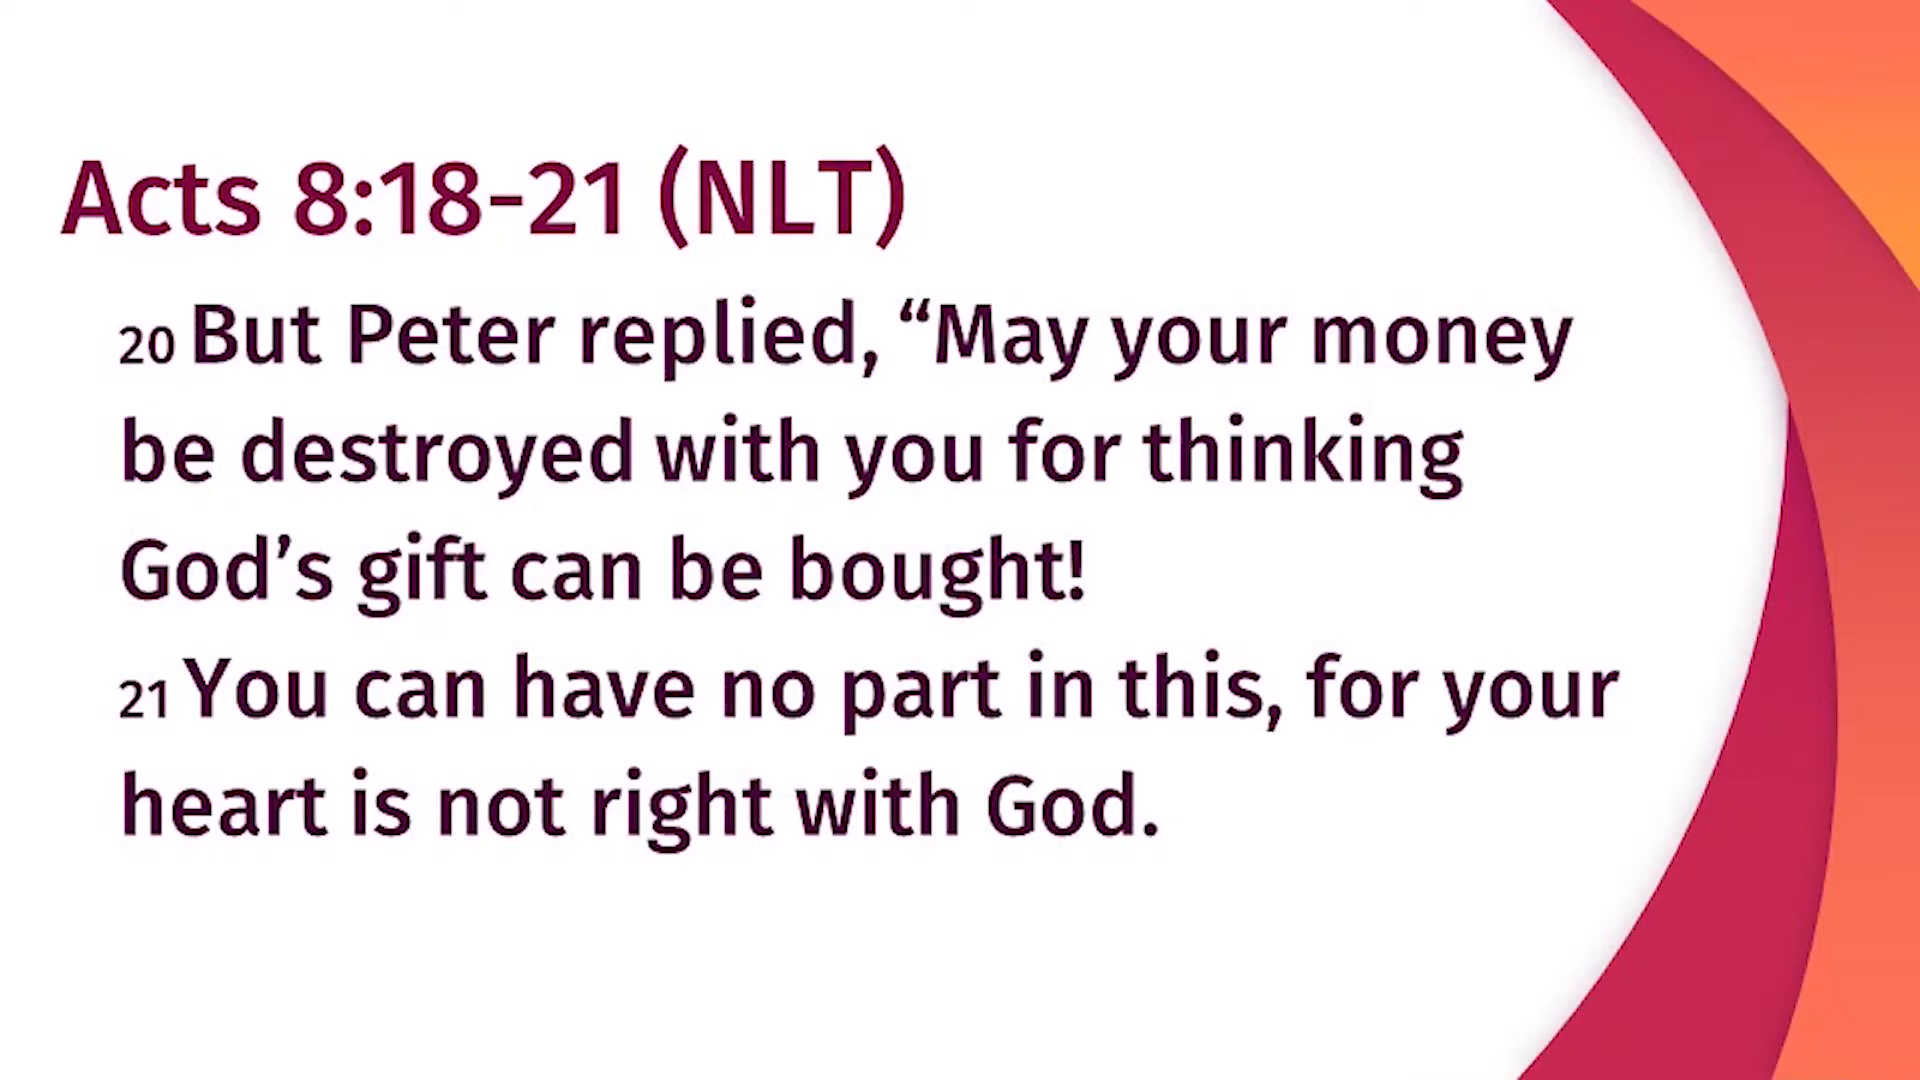 Acts 8:18-21 (NLT)
20 But Peter replied, “May your money
be destroyed with you for thinking
God’s gift can be bought!
21 You can have no part in this, for your
heart is not right with God.